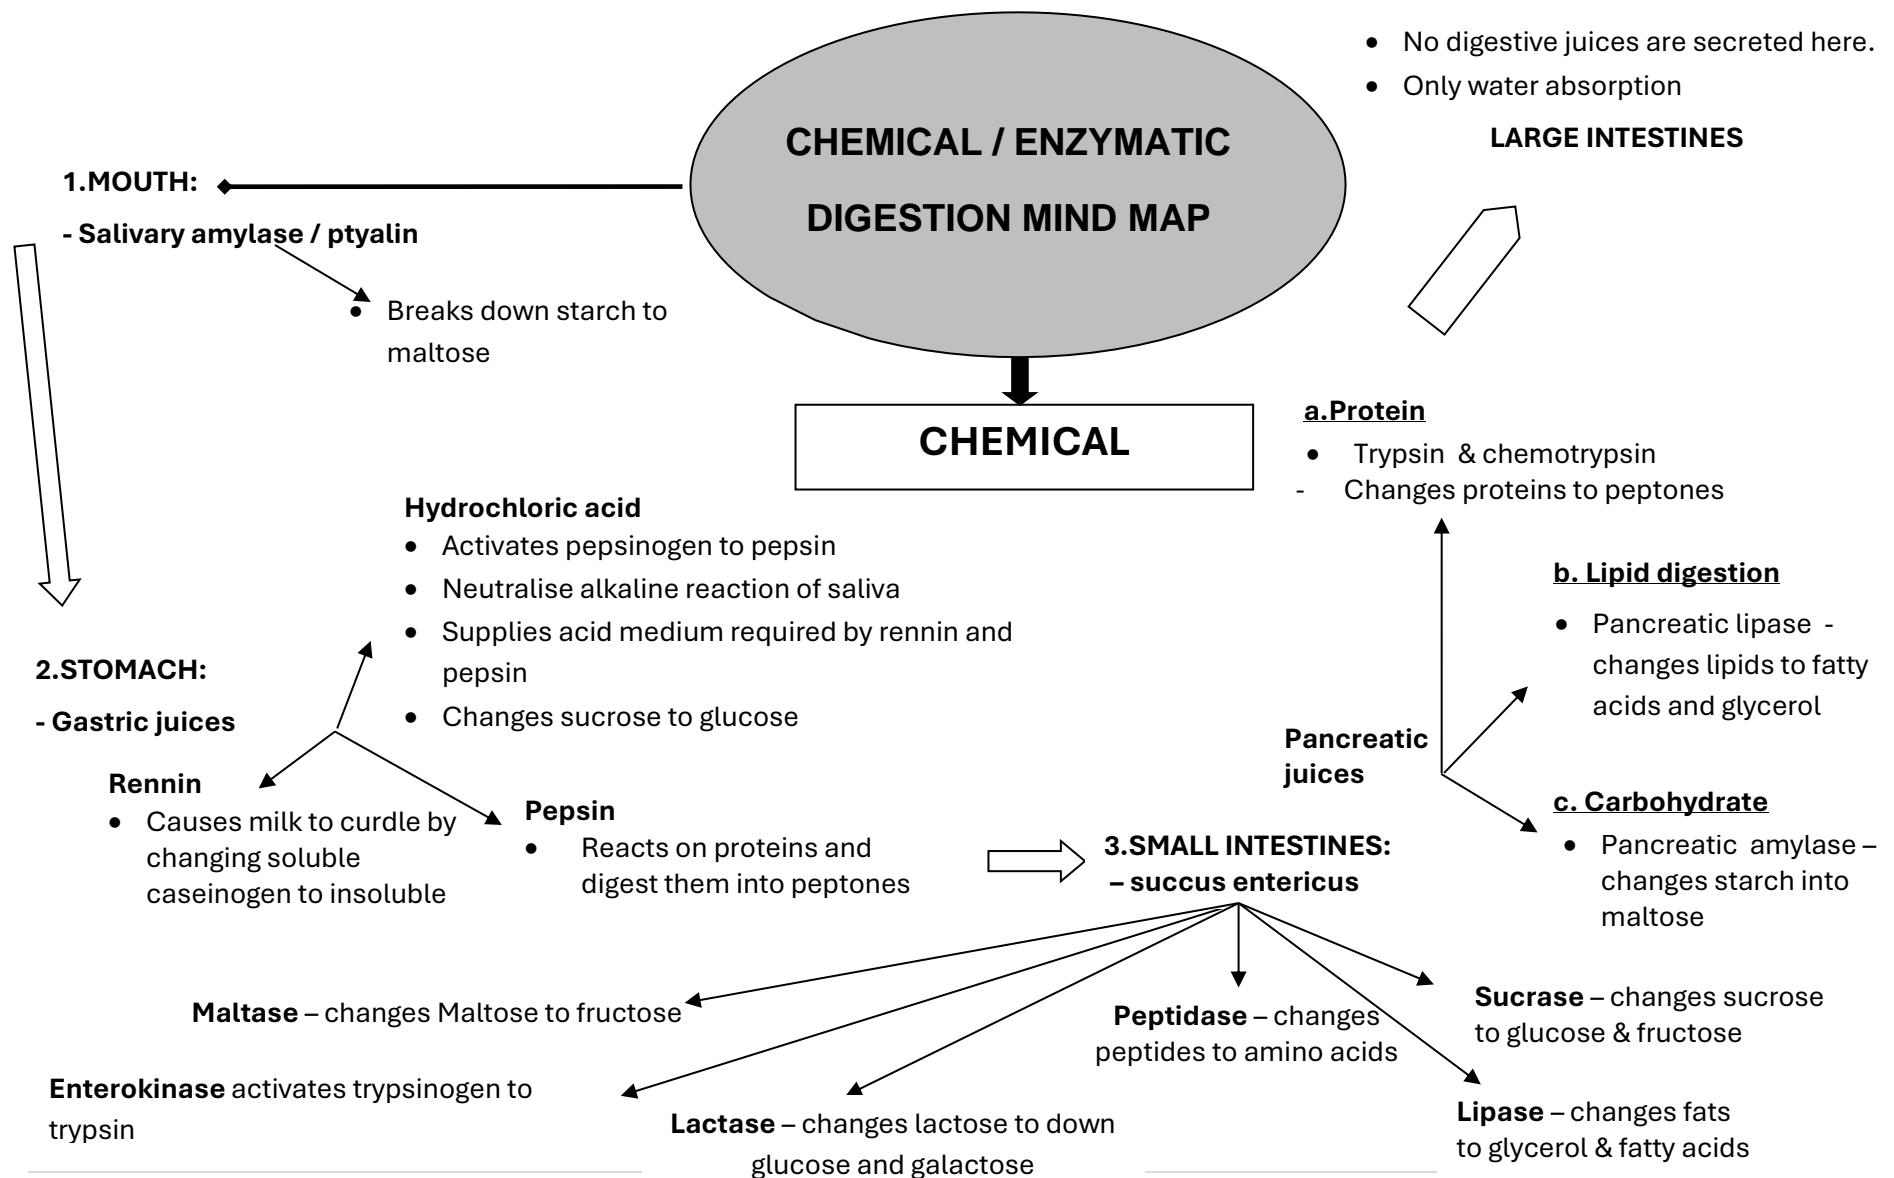 CHEMICAL / ENZYMATIC
DIGESTION MIND MAP
CHEMICAL
1.MOUTH:
- Salivary amylase / ptyalin
• Breaks down starch to
maltose
2.STOMACH:
- Gastric juices
Hydrochloric acid
• Activates pepsinogen to pepsin
• Neutralise alkaline reaction of saliva
• Supplies acid medium required by rennin and
pepsin
• Changes sucrose to glucose
Rennin
• Causes milk to curdle by
changing soluble
caseinogen to insoluble
Pepsin
• Reacts on proteins and
digest them into peptones
3.SMALL INTESTINES:
– succus entericus
Maltase – changes Maltose to fructose
Enterokinase activates trypsinogen to
trypsin
Lactase – changes lactose to down
glucose and galactose
Peptidase – changes
peptides to amino acids
Sucrase – changes sucrose
to glucose & fructose
Lipase – changes fats
to glycerol & fatty acids
Pancreatic
juices
a.Protein
• Trypsin & chemotrypsin
- Changes proteins to peptones
b. Lipid digestion
• Pancreatic lipase -
changes lipids to fatty
acids and glycerol
c. Carbohydrate
• Pancreatic amylase –
changes starch into
maltose
• No digestive juices are secreted here.
• Only water absorption
LARGE INTESTINES